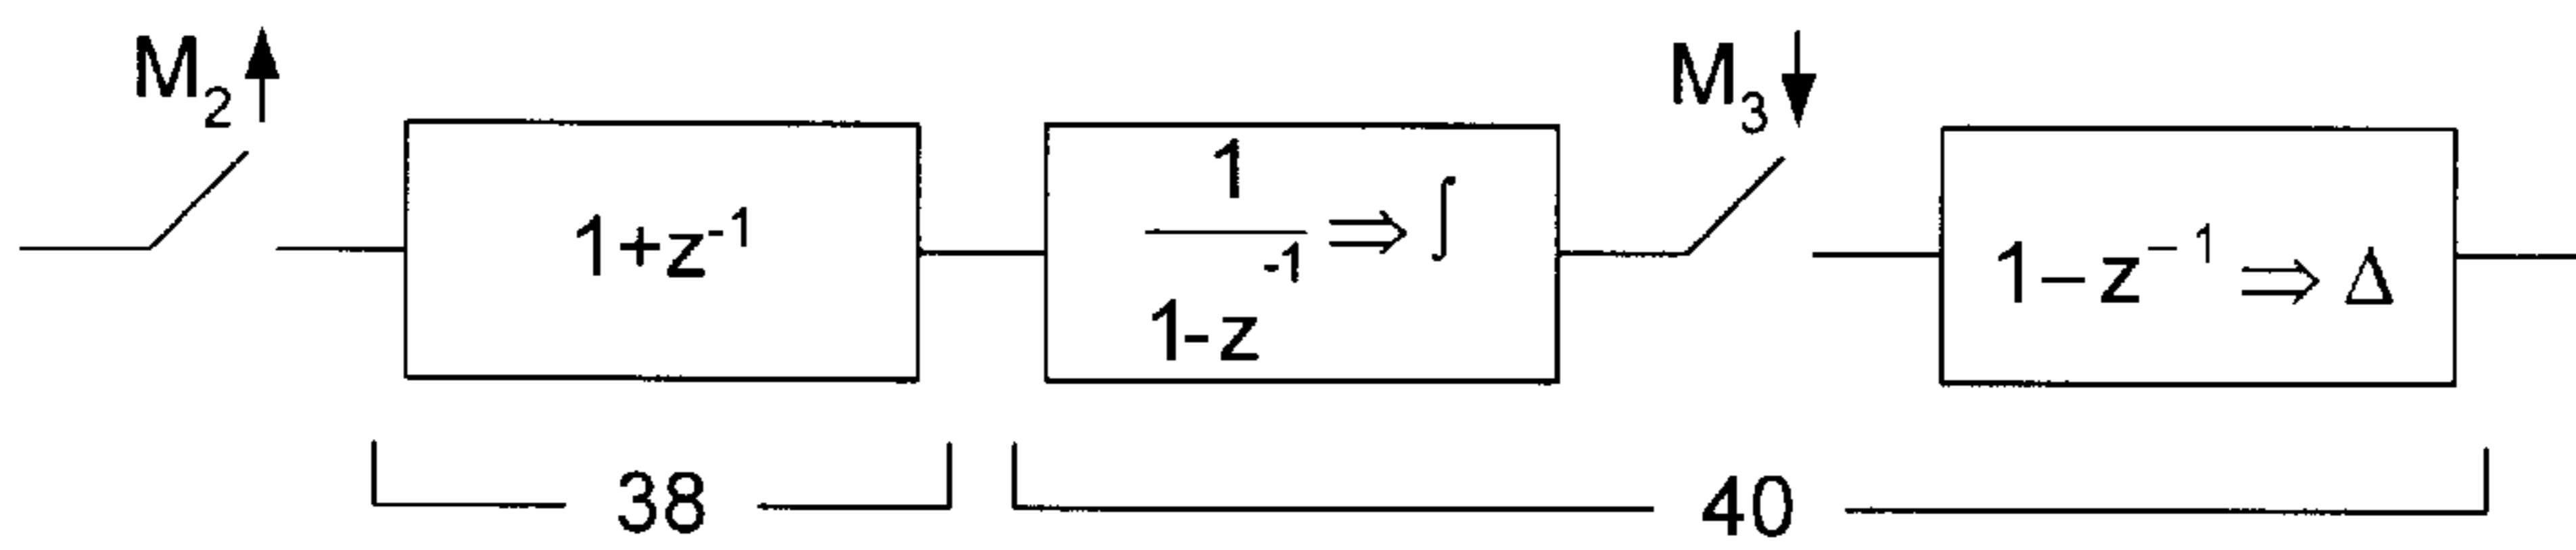 M₂↑ M₃↓
1+z⁻¹
1
1-z⁻¹ ⇒ ∫
1−z⁻¹ ⇒ Δ
38 40